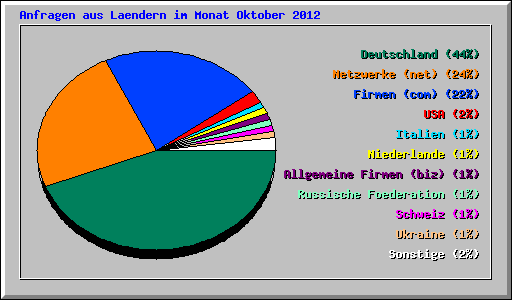 Anfragen aus Laendern im Monat Oktober 2012
Deutschland (44%)
Netzwerke (net) (24%)
Firmen (com) (22%)
USA (2%)
Italien (1%)
Niederlande (1%)
Allgemeine Firmen (biz) (1%)
Russische Foederation (1%)
Schweiz (1%)
Ukraine (1%)
Sonstige (2%)